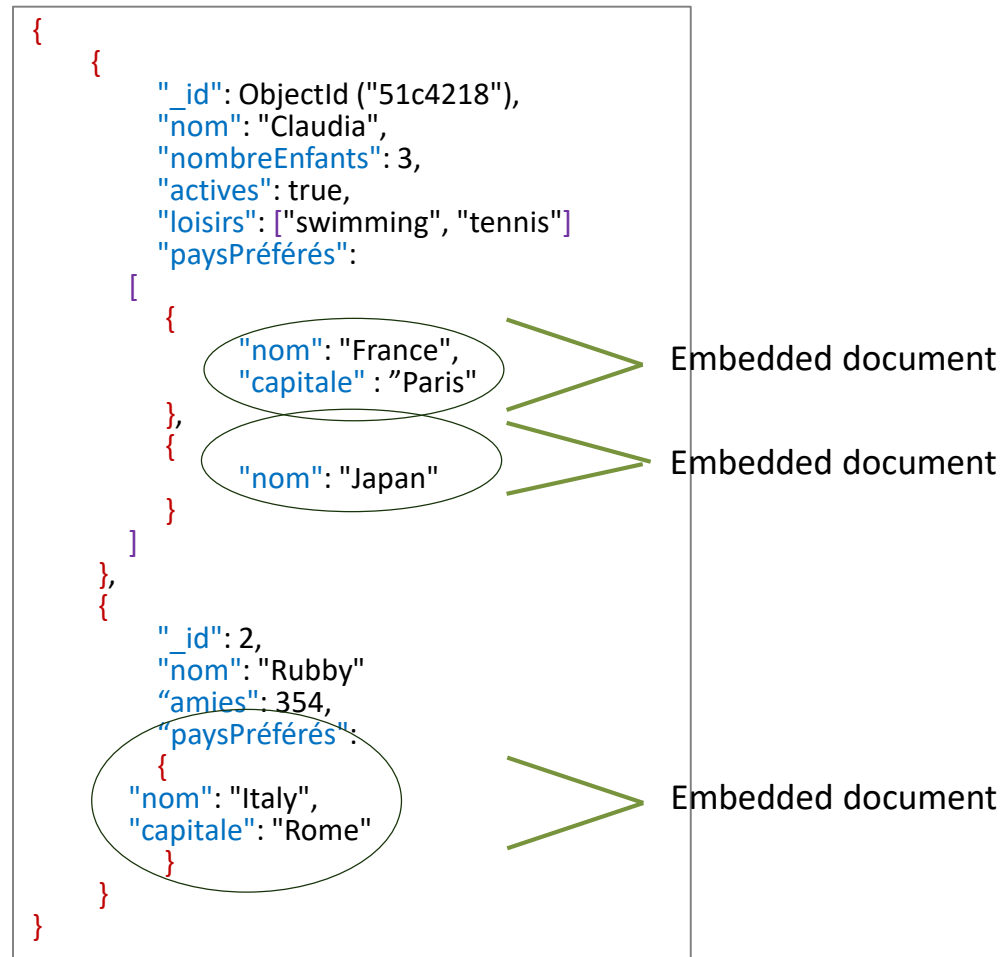 {
{
"_id": ObjectId ("51c4218"),
"nom": "Claudia",
"nombreEnfants": 3,
"actives": true,
"loisirs": ["swimming", "tennis"]
"paysPréférés":
[
{
"nom": "France",
"capitale" : ”Paris"
Embedded document
},
{
"nom": "Japan"
Embedded document
}
]
},
{
"_id": 2,
"nom": "Rubby"
“amies": 354,
“paysPréférés":
{
"nom": "Italy",
"capitale": "Rome"
Embedded document
}
}
}